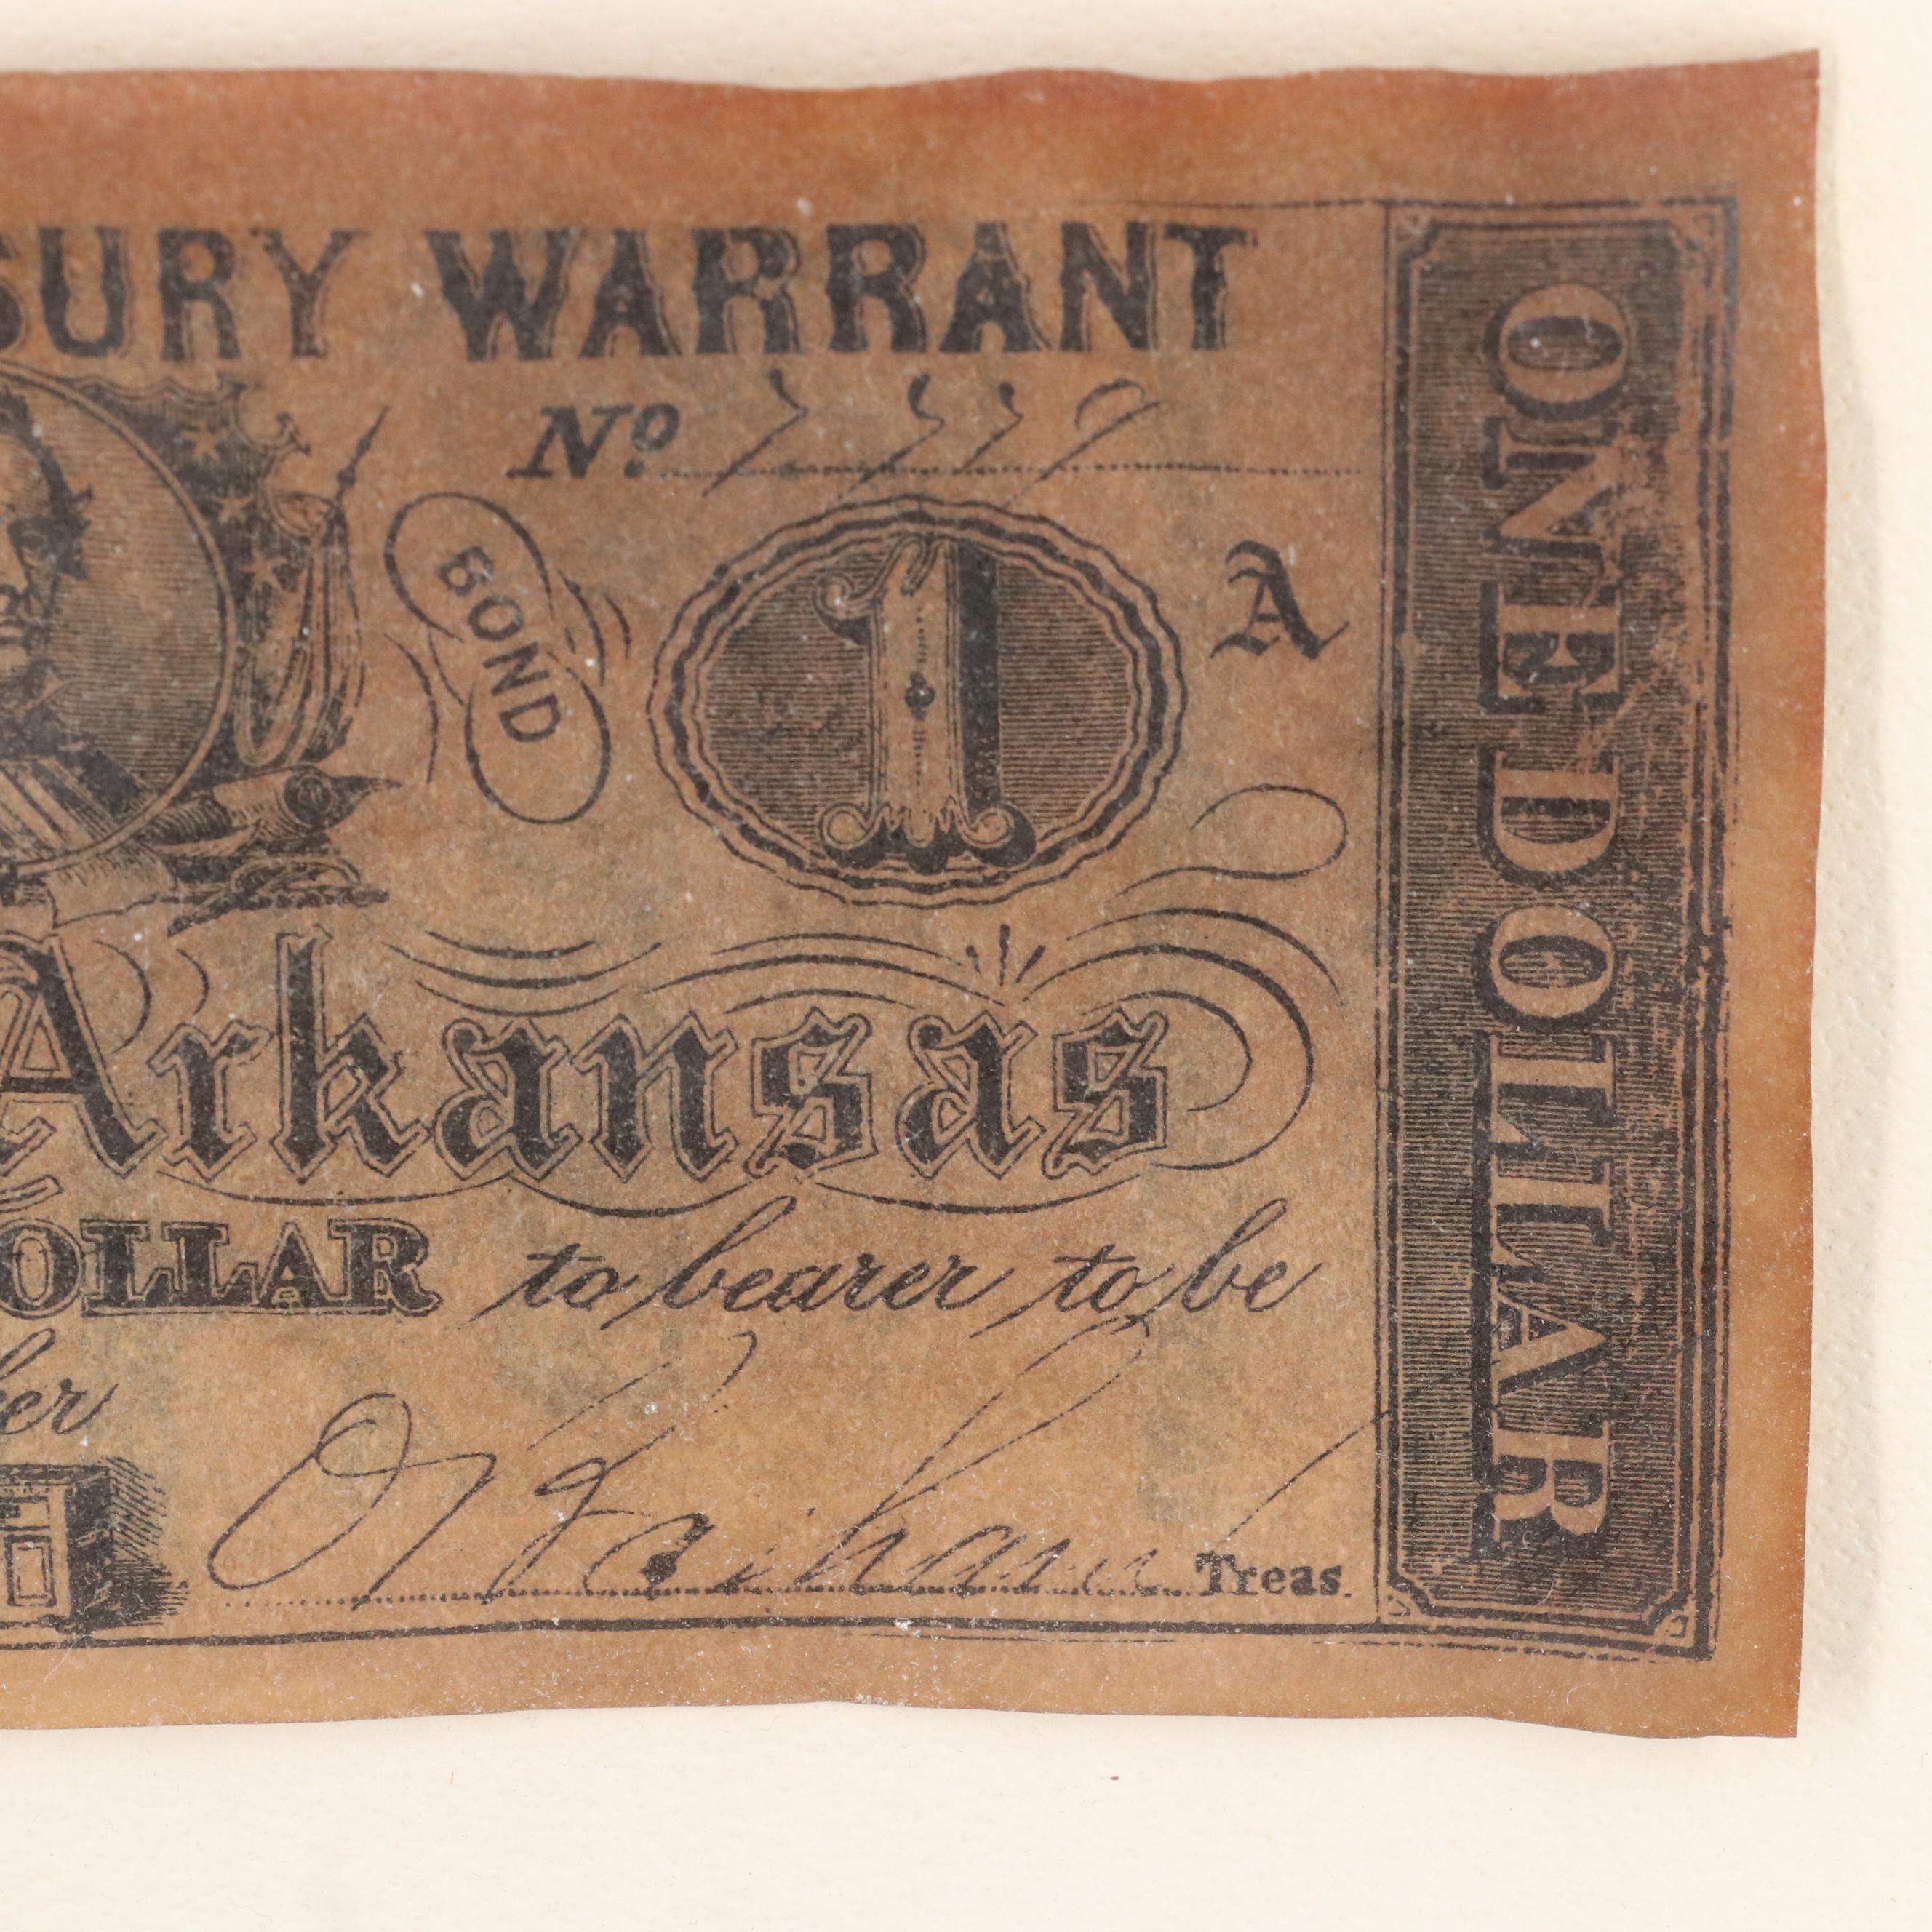 SURY WARRANT
Nº
BOND
1
A
Arkansas
OLLAR to bearer to be
Treas.
ONE DOLLAR